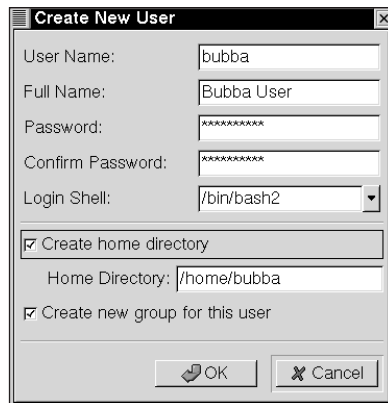 Create New User
User Name: bubba
Full Name: Bubba User
Password: **********
Confirm Password: **********
Login Shell: /bin/bash2
Create home directory
Home Directory: /home/bubba
Create new group for this user
OK Cancel